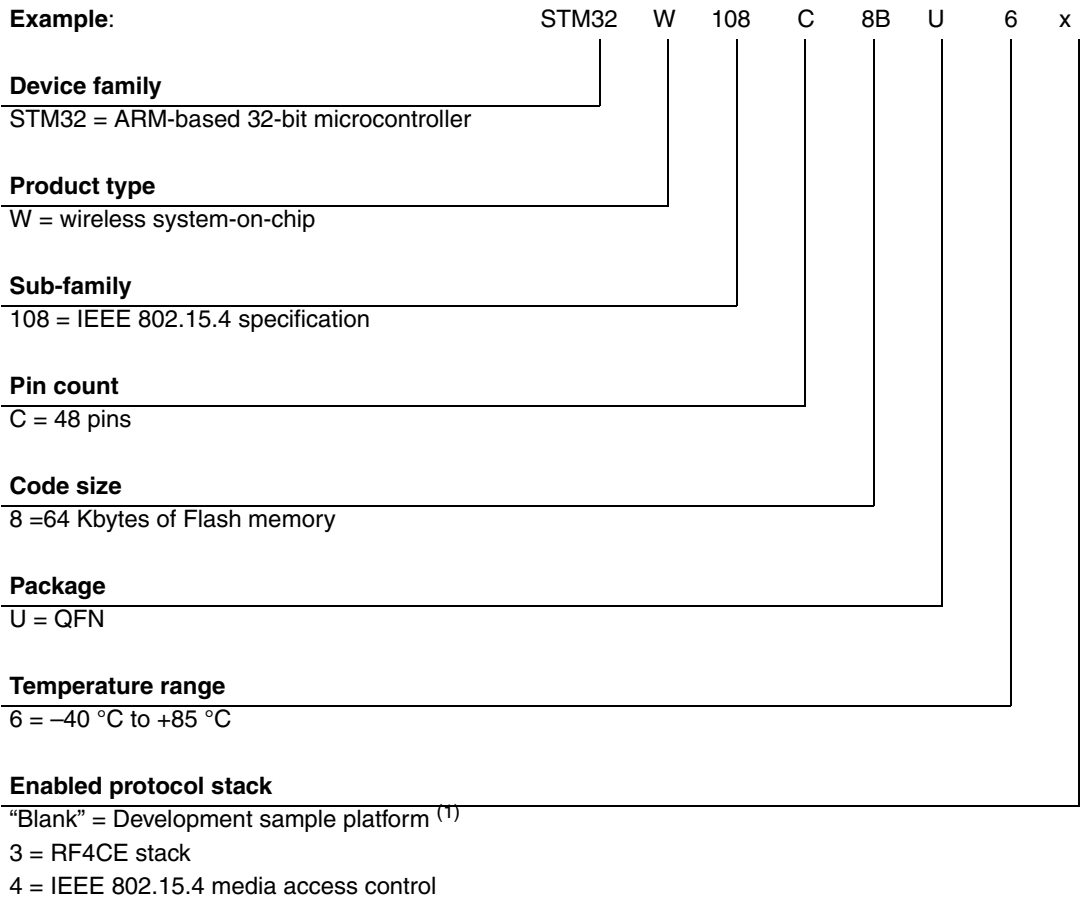 Example: STM32 W 108 C 8B U 6 x
Device family
STM32 = ARM-based 32-bit microcontroller
Product type
W = wireless system-on-chip
Sub-family
108 = IEEE 802.15.4 specification
Pin count
C = 48 pins
Code size
8 =64 Kbytes of Flash memory
Package
U = QFN
Temperature range
6 = –40 °C to +85 °C
Enabled protocol stack
“Blank” = Development sample platform (1)
3 = RF4CE stack
4 = IEEE 802.15.4 media access control